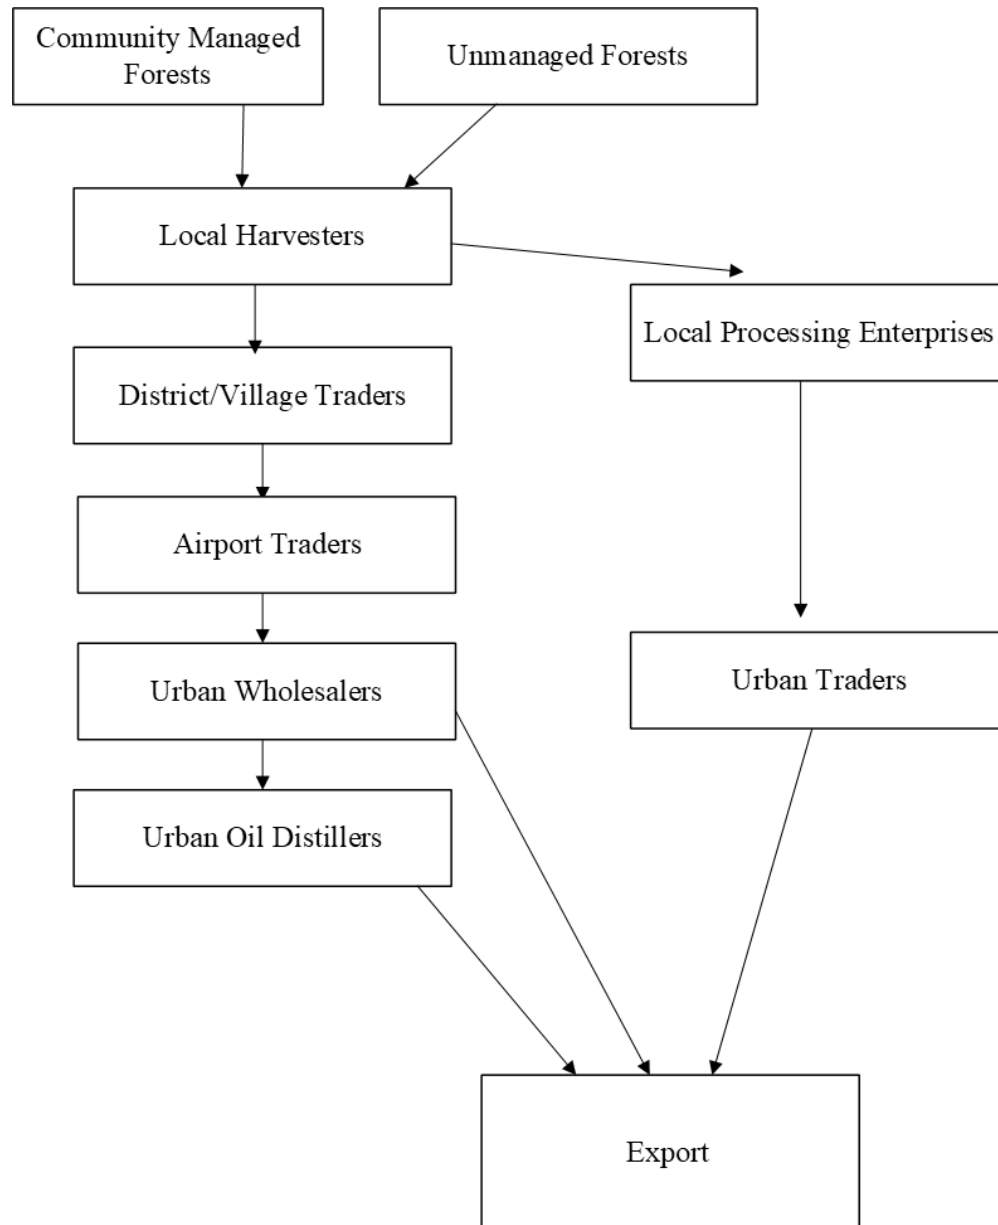 Community Managed
Forests
Unmanaged Forests
Local Harvesters
Local Processing Enterprises
District/Village Traders
Airport Traders
Urban Wholesalers
Urban Traders
Urban Oil Distillers
Export